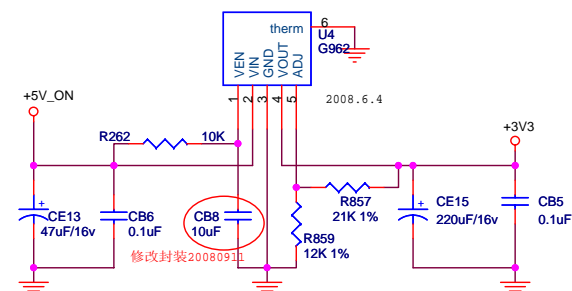 therm
6
U4
G962
VEN
VIN
GND
VOUT
ADJ
1
2
3
4
5
2008.6.4
+5V_ON
+3V3
R262
10K
+
CE13
47uF/16v
CB6
0.1uF
CB8
10uF
修改封装20080911
R857
21K 1%
R859
12K 1%
+
CE15
220uF/16v
CB5
0.1uF